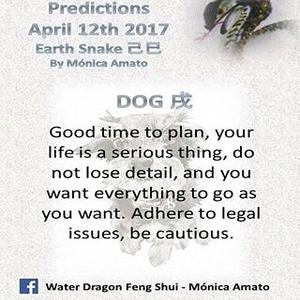 Predictions
April 12th 2017
Earth Snake 己巳
By Mónica Amato
DOG 戌
Good time to plan, your
life is a serious thing, do
not lose detail, and you
want everything to go as
you want. Adhere to legal
issues, be cautious.
Water Dragon Feng Shui - Mónica Amato